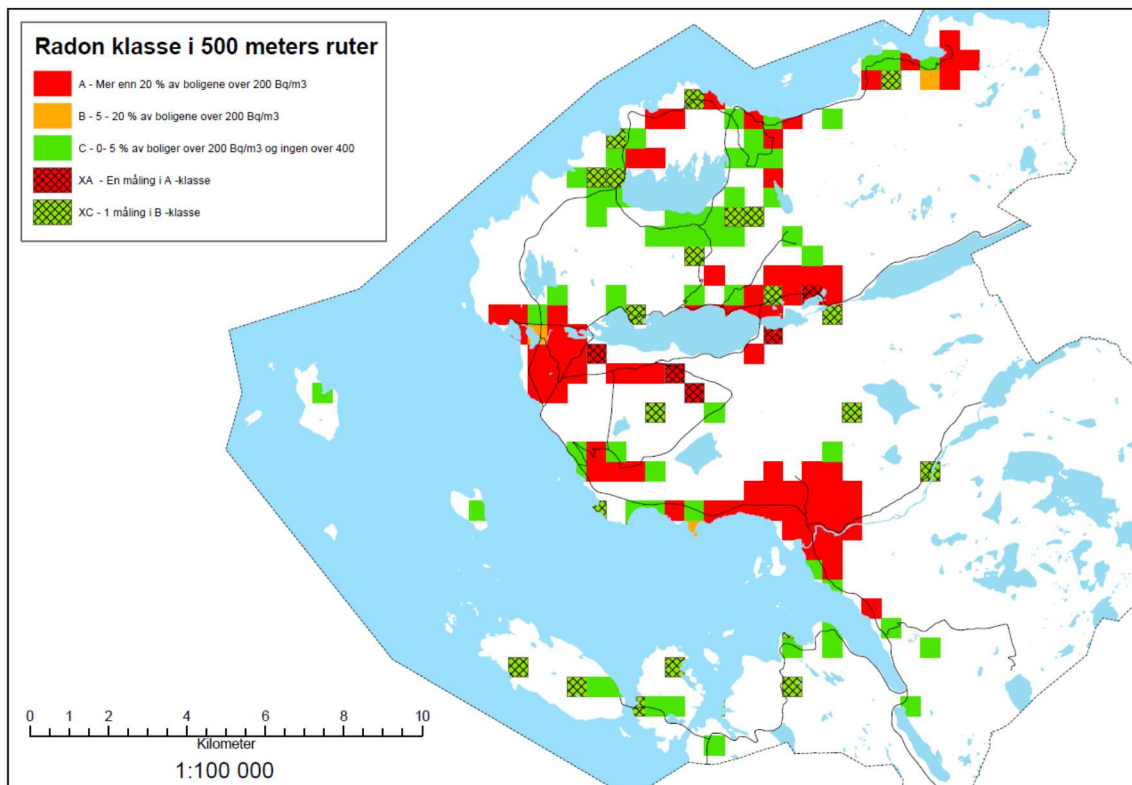 Radon klasse i 500 meters ruter
A - Mer enn 20 % av boligene over 200 Bq/m3
B - 5 - 20 % av boligene over 200 Bq/m3
C - 0- 5 % av boliger over 200 Bq/m3 og ingen over 400
XA - En måling i A -klasse
XC - 1 måling i B -klasse
0 1 2 4 6 8 10
Kilometer
1:100 000